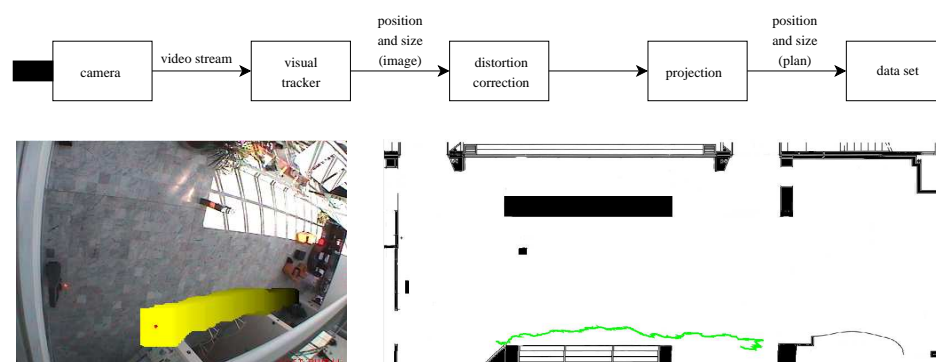 position
and size
(image)
position
and size
(plan)
video stream
camera
visual
tracker
distortion
correction
projection
data set